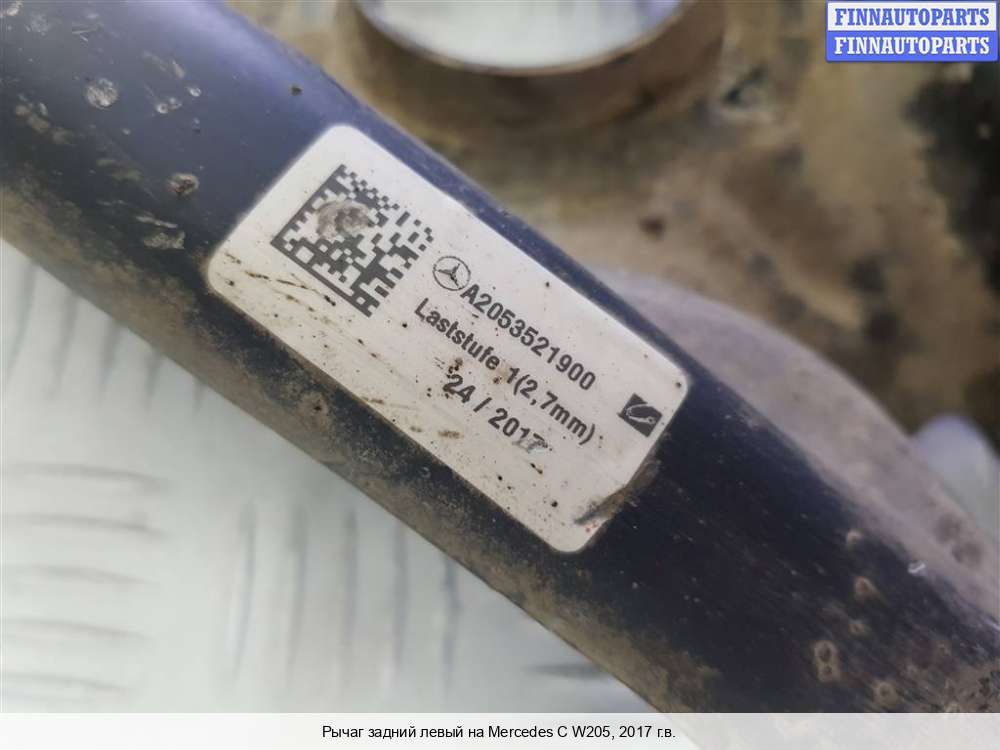 FINNAUTOPARTS
FINNAUTOPARTS
A2053521900
Laststufe 1(2,7mm)
24 / 2017
Рычаг задний левый на Mercedes C W205, 2017 г.в.